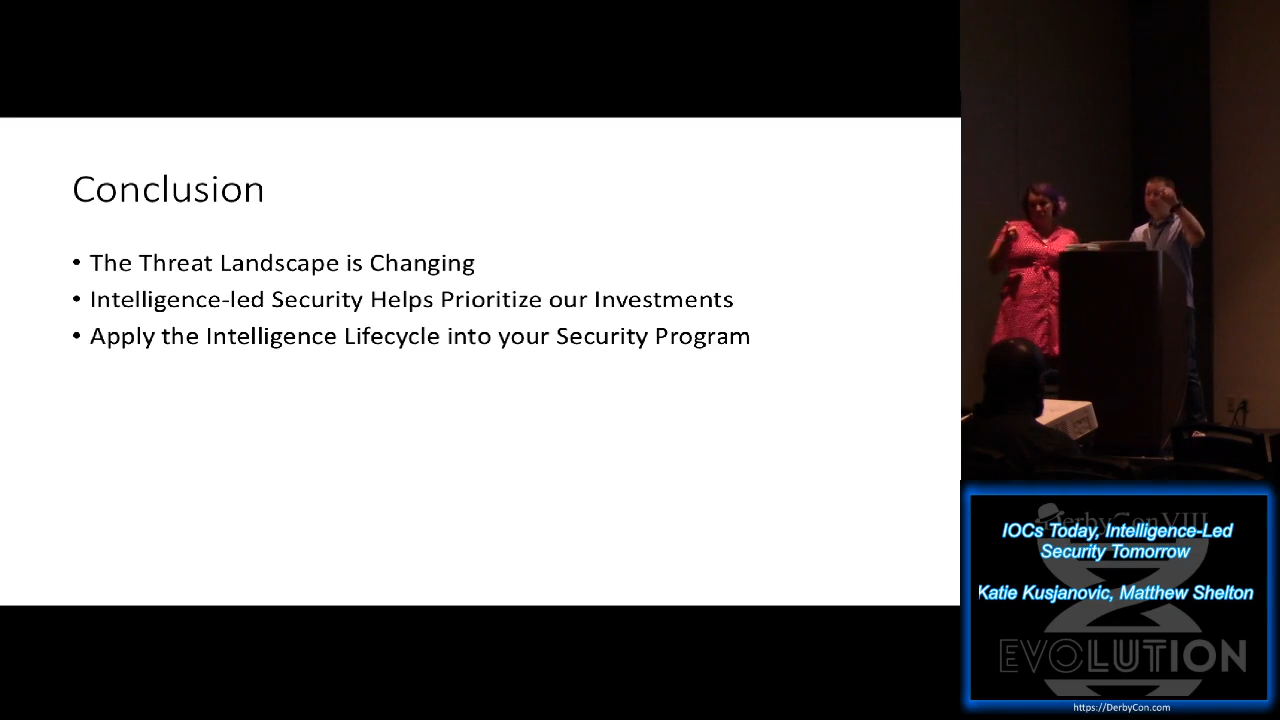 Conclusion
• The Threat Landscape is Changing
• Intelligence-led Security Helps Prioritize our Investments
• Apply the Intelligence Lifecycle into your Security Program
DerbyCon VIII
IOCs Today, Intelligence-Led
Security Tomorrow
Katie Kusjanovic, Matthew Shelton
EVOLUTION
https://DerbyCon.com